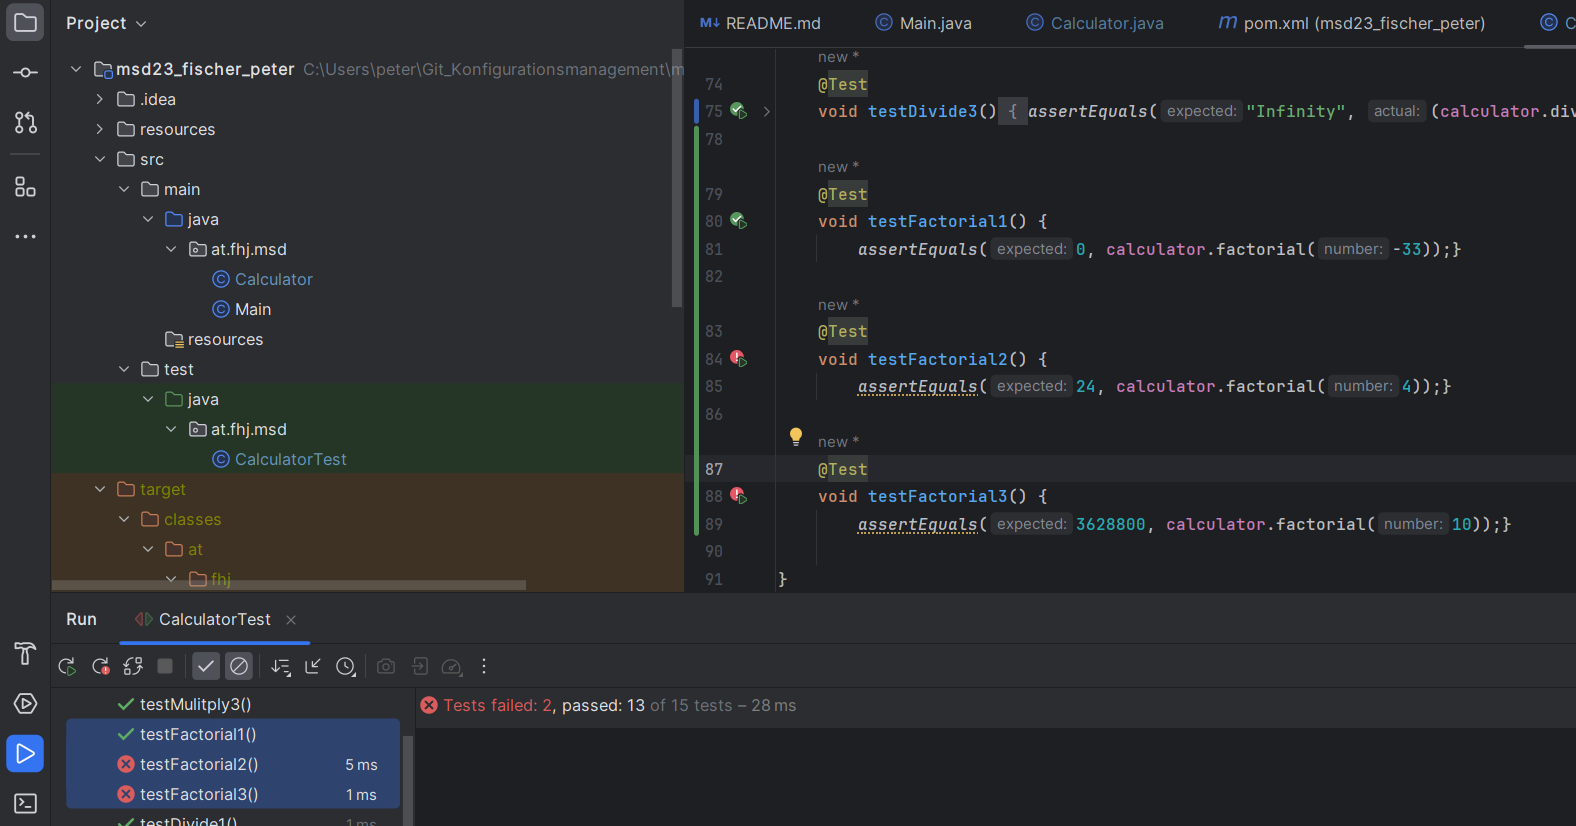 Project
README.md
Main.java
Calculator.java
pom.xml (msd23_fischer_peter)
C
msd23_fischer_peter C:\Users\peter\Git_Konfigurationsmanagement\m
.idea
resources
src
main
java
at.fhj.msd
Calculator
Main
resources
test
java
at.fhj.msd
CalculatorTest
target
classes
at
fhj
new *
74 @Test
75 void testDivide3() { assertEquals( expected: "Infinity", actual: (calculator.div
78
new *
79 @Test
80 void testFactorial1() {
81 assertEquals( expected: 0, calculator.factorial( number: -33));}
82
new *
83 @Test
84 void testFactorial2() {
85 assertEquals( expected: 24, calculator.factorial( number: 4));}
86
new *
87 @Test
88 void testFactorial3() {
89 assertEquals( expected: 3628800, calculator.factorial( number: 10));}
90
91 }
Run CalculatorTest
testMulitply3()
testFactorial1()
testFactorial2() 5 ms
testFactorial3() 1 ms
testDivide1() 1 ms
Tests failed: 2, passed: 13 of 15 tests – 28 ms